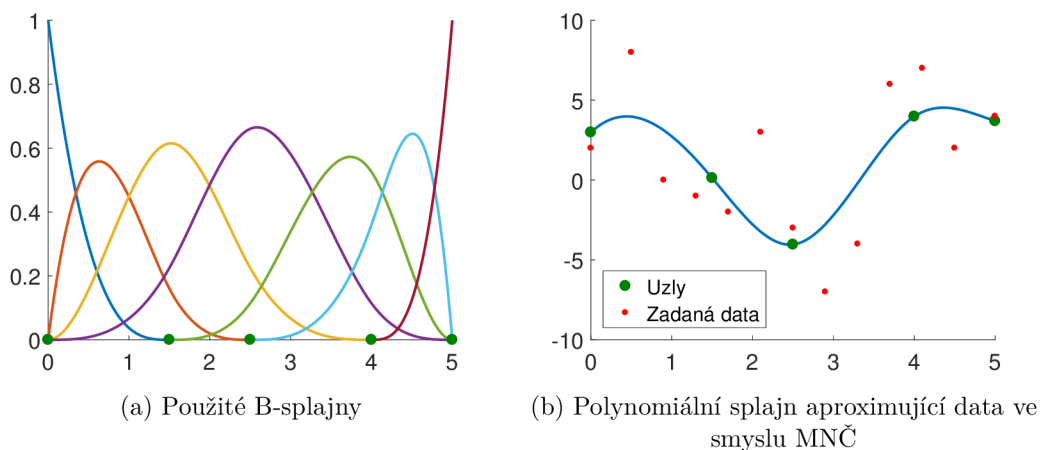 1
0.8
0.6
0.4
0.2
0
0 1 2 3 4 5
(a) Použité B-splajny
10
5
0
-5
-10
0 1 2 3 4 5
Uzly
Zadaná data
(b) Polynomiální splajn aproximující data ve
smyslu MNČ